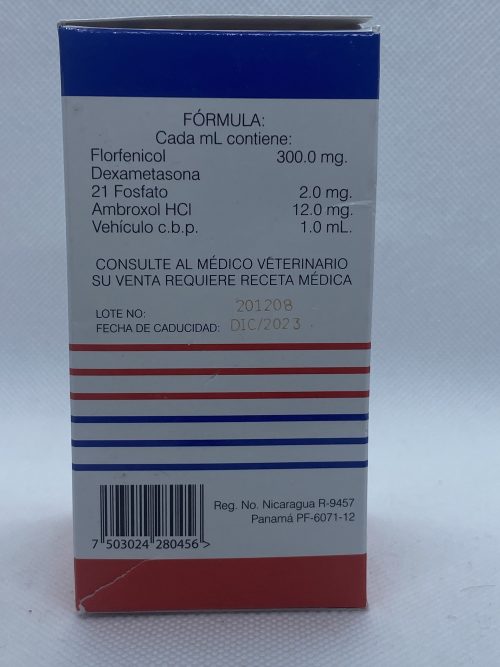 FÓRMULA:
Cada mL contiene:
Florfenicol 300.0 mg.
Dexametasona
21 Fosfato 2.0 mg.
Ambroxol HCl 12.0 mg.
Vehículo c.b.p. 1.0 mL.
CONSULTE AL MÉDICO VÉTERINARIO
SU VENTA REQUIERE RECETA MÉDICA
LOTE NO: 201208
FECHA DE CADUCIDAD: DIC/2023
Reg. No. Nicaragua R-9457
Panamá PF-6071-12
7 503024 280456 >